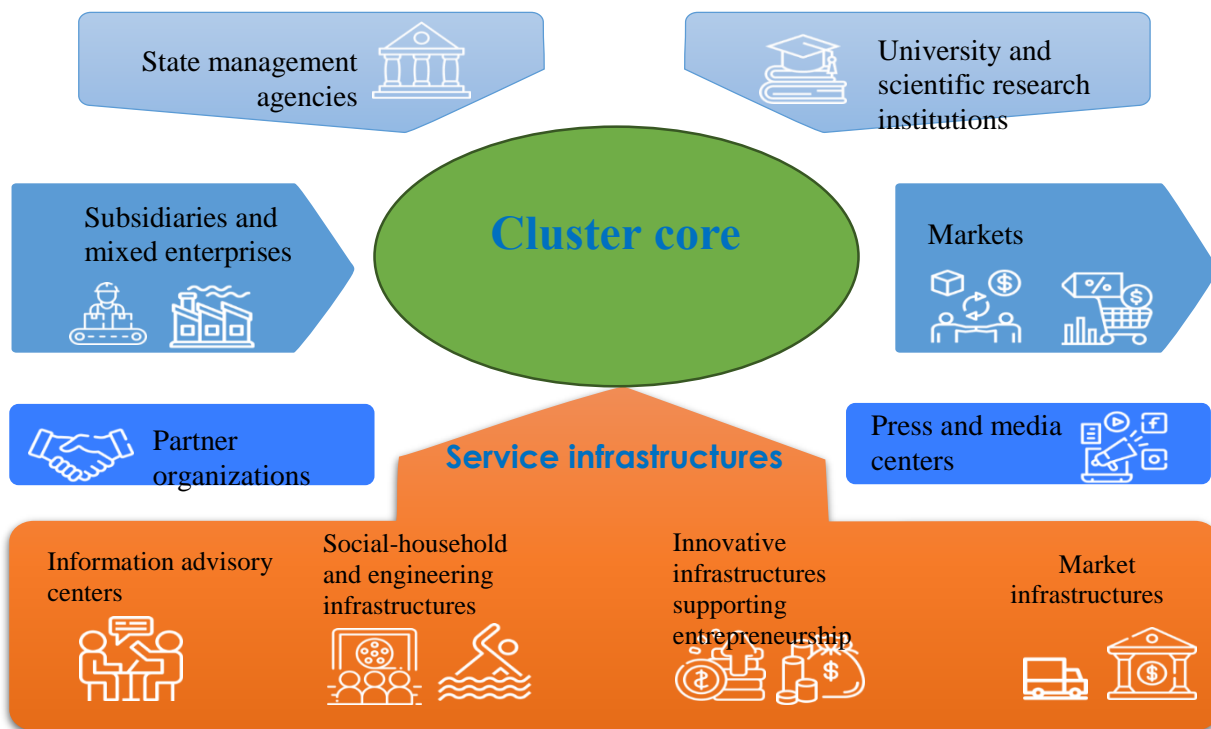 State management
agencies
University and
scientific research
institutions
Cluster core
Subsidiaries and
mixed enterprises
Markets
%
$
$
Partner
organizations
Service infrastructures
Press and media
centers
f
Information advisory
centers
Social-household
and engineering
infrastructures
Innovative
infrastructures
supporting
entrepreneurship
Market
infrastructures
$
$
$